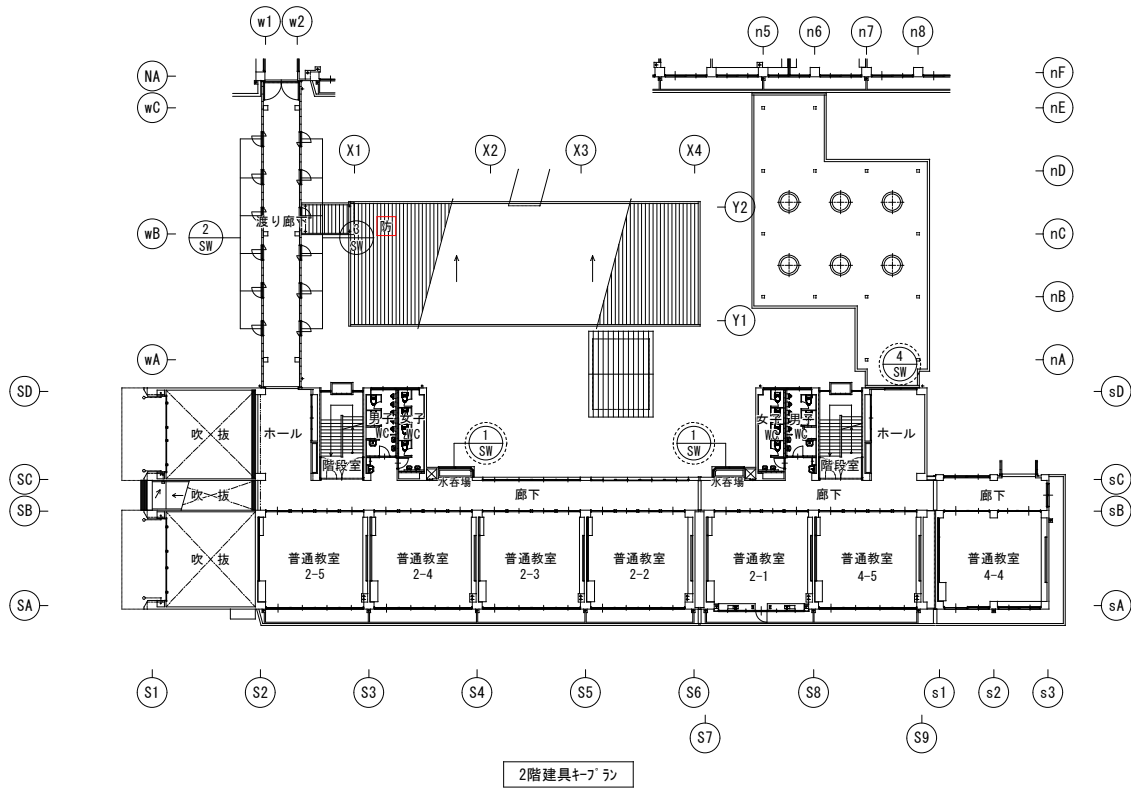 w1 w2
n5 n6 n7 n8
NA
nF
wC
nE
X1 X2 X3 X4
nD
Y2
防
渡り廊下
wB
2
SW
3
SW
nC
nB
Y1
wA
nA
4
SW
SD
sD
吹 抜
ホール
男子
WC
女子
WC
階段室
女子
WC
男子
WC
階段室
ホール
1
SW
1
SW
水呑場
水呑場
SC
sC
吹 抜
廊下
廊下
廊下
SB
sB
吹 抜
普通教室
2-5
普通教室
2-4
普通教室
2-3
普通教室
2-2
普通教室
2-1
普通教室
4-5
普通教室
4-4
SA
sA
S1 S2 S3 S4 S5 S6 S8 s1 s2 s3
S7 S9
2階建具キープラン